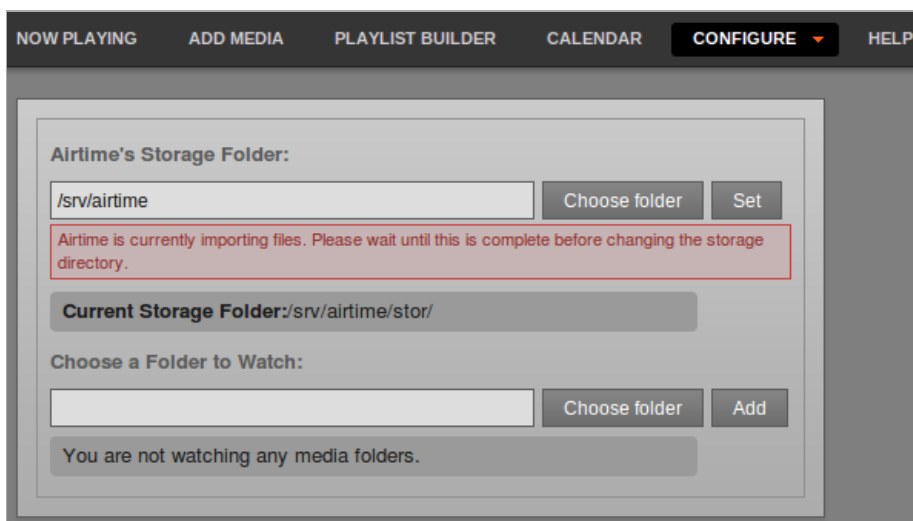 NOW PLAYING ADD MEDIA PLAYLIST BUILDER CALENDAR CONFIGURE HELP
Airtime's Storage Folder:
/srv/airtime Choose folder Set
Airtime is currently importing files. Please wait until this is complete before changing the storage
directory.
Current Storage Folder:/srv/airtime/stor/
Choose a Folder to Watch:
Choose folder Add
You are not watching any media folders.